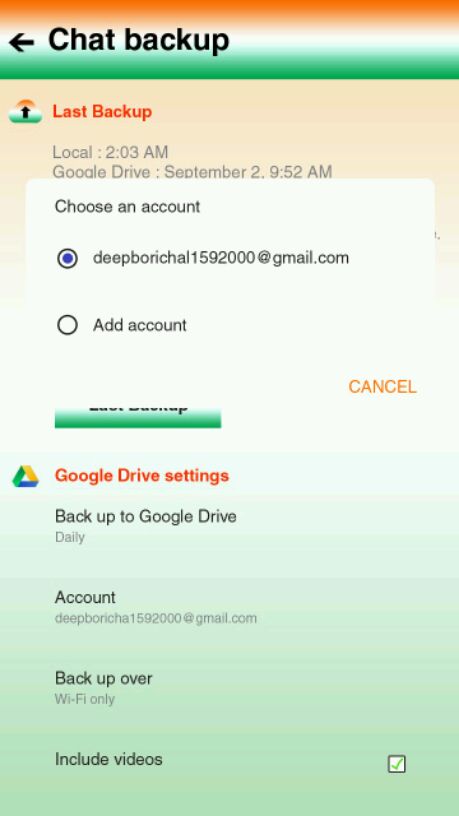 Chat backup
Last Backup
Local : 2:03 AM
Google Drive : September 2, 9:52 AM
Choose an account
deepborichal1592000@gmail.com
Add account
CANCEL
Last Backup
Google Drive settings
Back up to Google Drive
Daily
Account
deepboricha1592000@gmail.com
Back up over
Wi-Fi only
Include videos